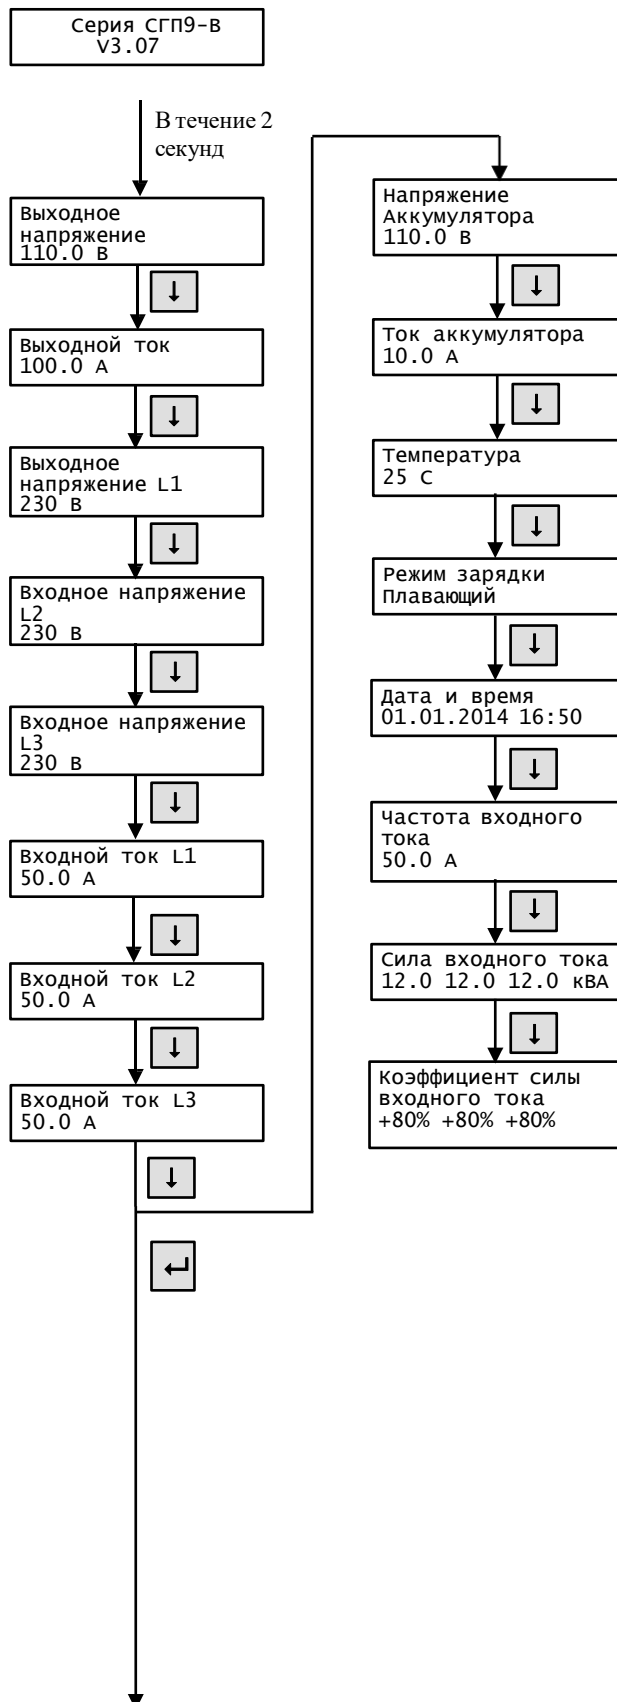 Серия СГП9-В
V3.07
В течение 2
секунд
Выходное
напряжение
110.0 В
↓
Выходной ток
100.0 А
↓
Выходное
напряжение L1
230 В
↓
Входное напряжение
L2
230 В
↓
Входное напряжение
L3
230 В
↓
Входной ток L1
50.0 А
↓
Входной ток L2
50.0 А
↓
Входной ток L3
50.0 А
↓
↵
Напряжение
Аккумулятора
110.0 В
↓
Ток аккумулятора
10.0 А
↓
Температура
25 С
↓
Режим зарядки
Плавающий
↓
Дата и время
01.01.2014 16:50
↓
Частота входного
тока
50.0 А
↓
Сила входного тока
12.0 12.0 12.0 кВА
↓
Коэффициент силы
входного тока
+80% +80% +80%